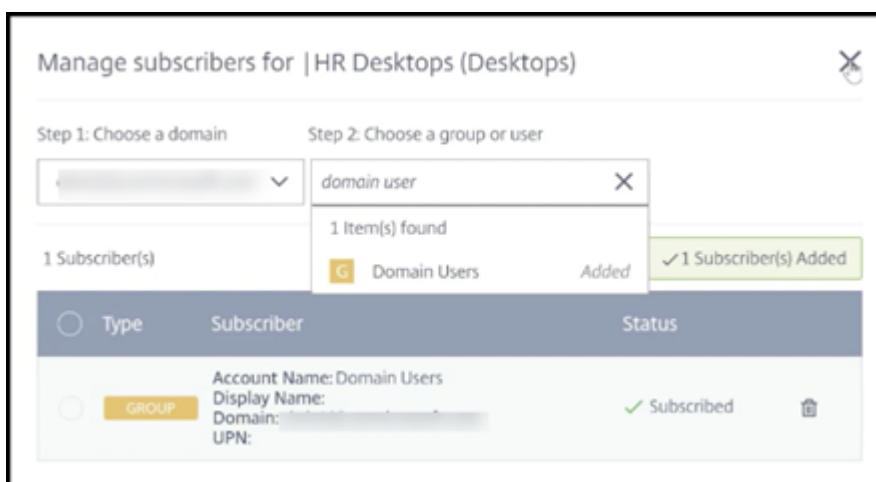 Manage subscribers for |HR Desktops (Desktops)
Step 1: Choose a domain
Step 2: Choose a group or user
domain user
1 Item(s) found
G Domain Users Added
1 Subscriber(s)
✓1 Subscriber(s) Added
Type Subscriber Status
GROUP
Account Name: Domain Users
Display Name:
Domain:
UPN:
✓ Subscribed